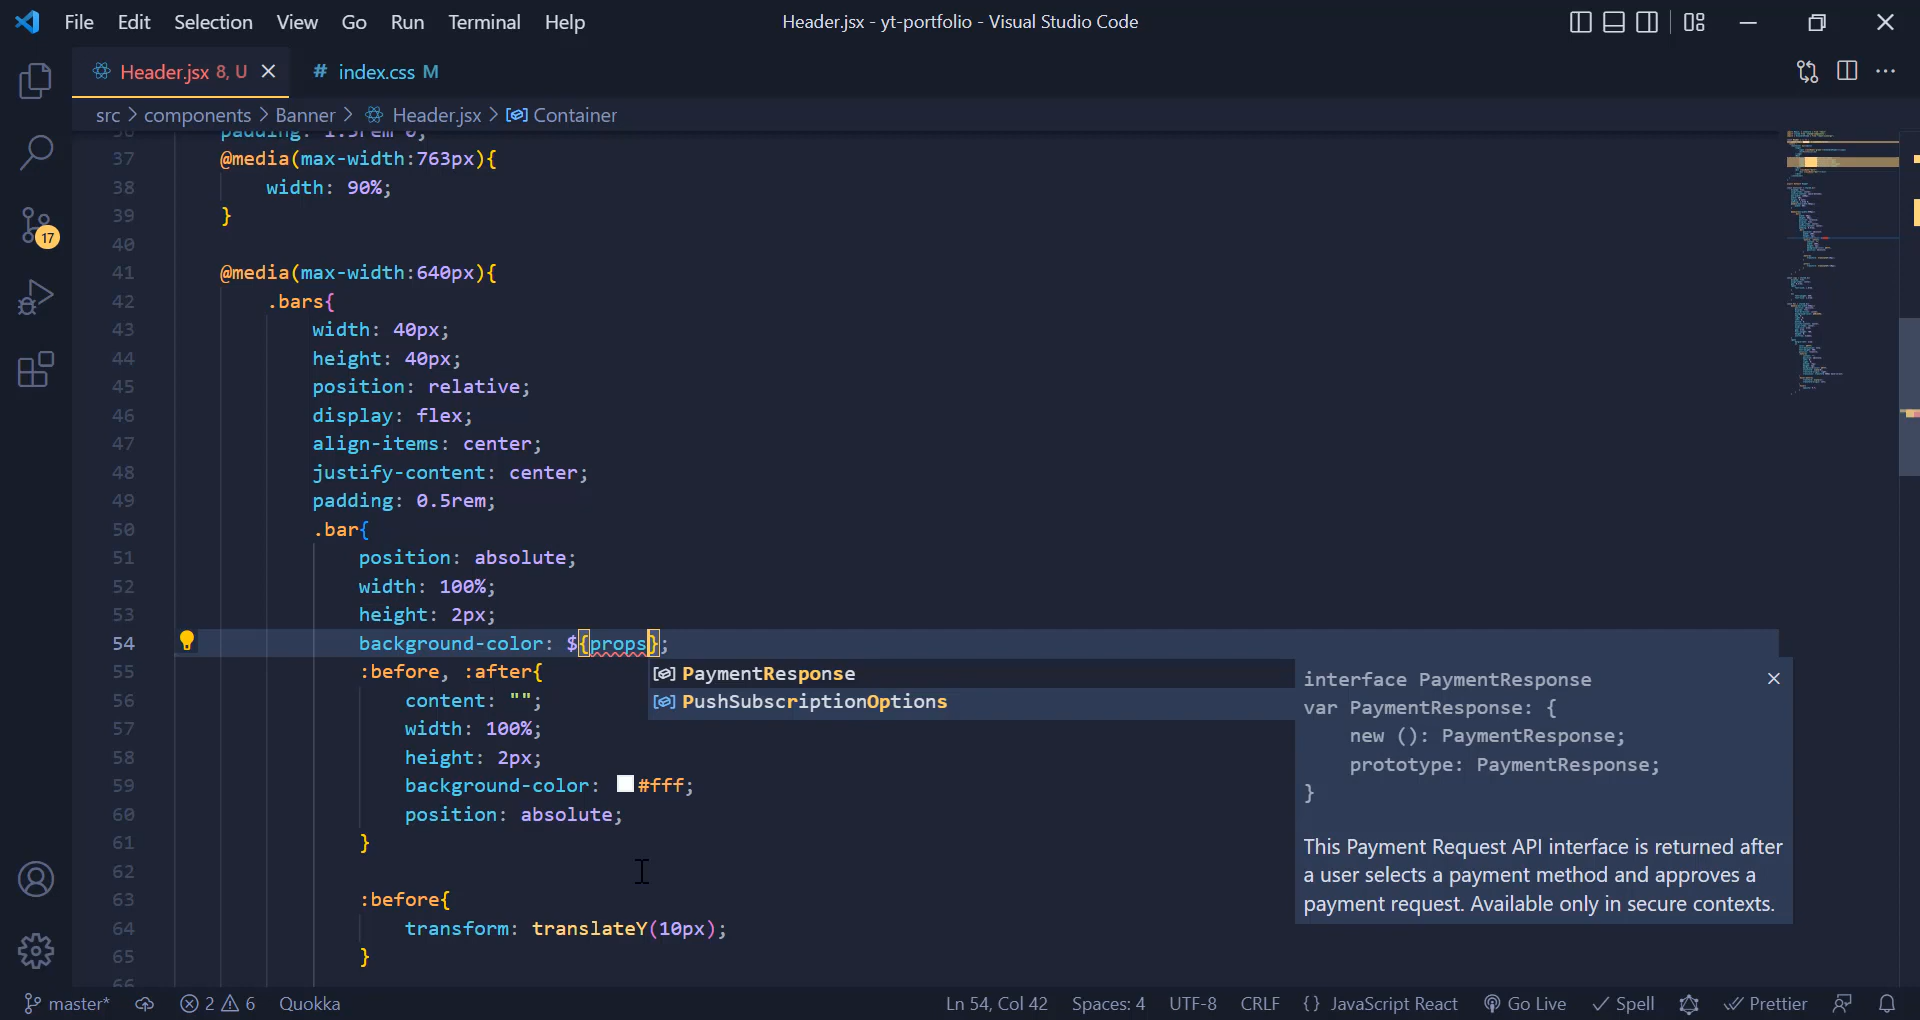 File Edit Selection View Go Run Terminal Help
Header.jsx - yt-portfolio - Visual Studio Code
Header.jsx 8, U
# index.css M
src > components > Banner > Header.jsx > Container
padding: 1.5rem 0;
37 @media(max-width:763px){
38 width: 90%;
39 }
40
41 @media(max-width:640px){
42 .bars{
43 width: 40px;
44 height: 40px;
45 position: relative;
46 display: flex;
47 align-items: center;
48 justify-content: center;
49 padding: 0.5rem;
50 .bar{
51 position: absolute;
52 width: 100%;
53 height: 2px;
54 background-color: ${props};
55 :before, :after{
56 content: "";
57 width: 100%;
58 height: 2px;
59 background-color: #fff;
60 position: absolute;
61 }
62
63 :before{
64 transform: translateY(10px);
65 }
66
PaymentResponse
PushSubscriptionOptions
interface PaymentResponse
var PaymentResponse: {
new (): PaymentResponse;
prototype: PaymentResponse;
}
This Payment Request API interface is returned after
a user selects a payment method and approves a
payment request. Available only in secure contexts.
17
master* 2 6 Quokka
Ln 54, Col 42 Spaces: 4 UTF-8 CRLF {} JavaScript React Go Live Spell Prettier